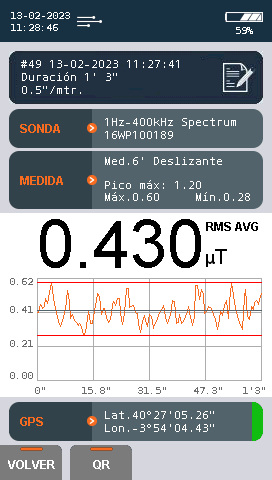 13-02-2023
11:28:46
59%
#49 13-02-2023 11:27:41
Duración 1' 3"
0.5"/mtr.
SONDA
1Hz-400kHz Spectrum
16WP100189
MEDIDA
Med.6' Deslizante
Pico máx: 1.20
Máx.0.60 Mín.0.28
0.430 RMS AVG
µT
0.62
0.41
0.21
0.00
0" 15.8" 31.5" 47.3" 1'3"
GPS
Lat.40°27'05.26"
Lon.-3°54'04.43"
VOLVER QR